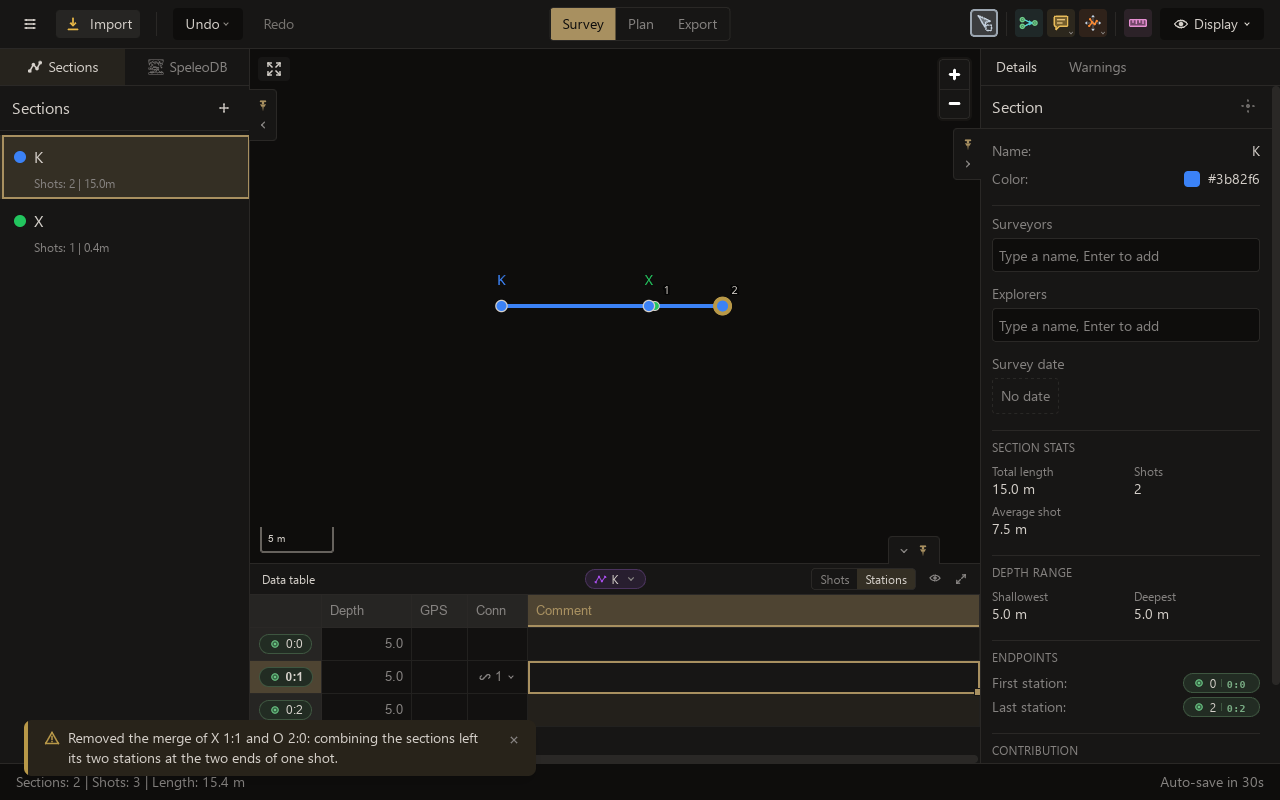 Import
Undo
Redo
Survey
Plan
Export
Display
Sections
SpeleoDB
Sections
K
Shots: 2 | 15.0m
X
Shots: 1 | 0.4m
K
X
1
2
5 m
Details
Warnings
Section
Name:
K
Color:
#3b82f6
Surveyors
Type a name, Enter to add
Explorers
Type a name, Enter to add
Survey date
No date
SECTION STATS
Total length
Shots
15.0 m
2
Average shot
7.5 m
DEPTH RANGE
Shallowest
Deepest
5.0 m
5.0 m
ENDPOINTS
First station:
0 | 0:0
Last station:
2 | 0:2
CONTRIBUTION
Data table
K
Shots
Stations
Depth
GPS
Conn
Comment
0:0
5.0
0:1
5.0
1
0:2
5.0
Removed the merge of X 1:1 and O 2:0: combining the sections left
its two stations at the two ends of one shot.
Sections: 2 | Shots: 3 | Length: 15.4 m
Auto-save in 30s